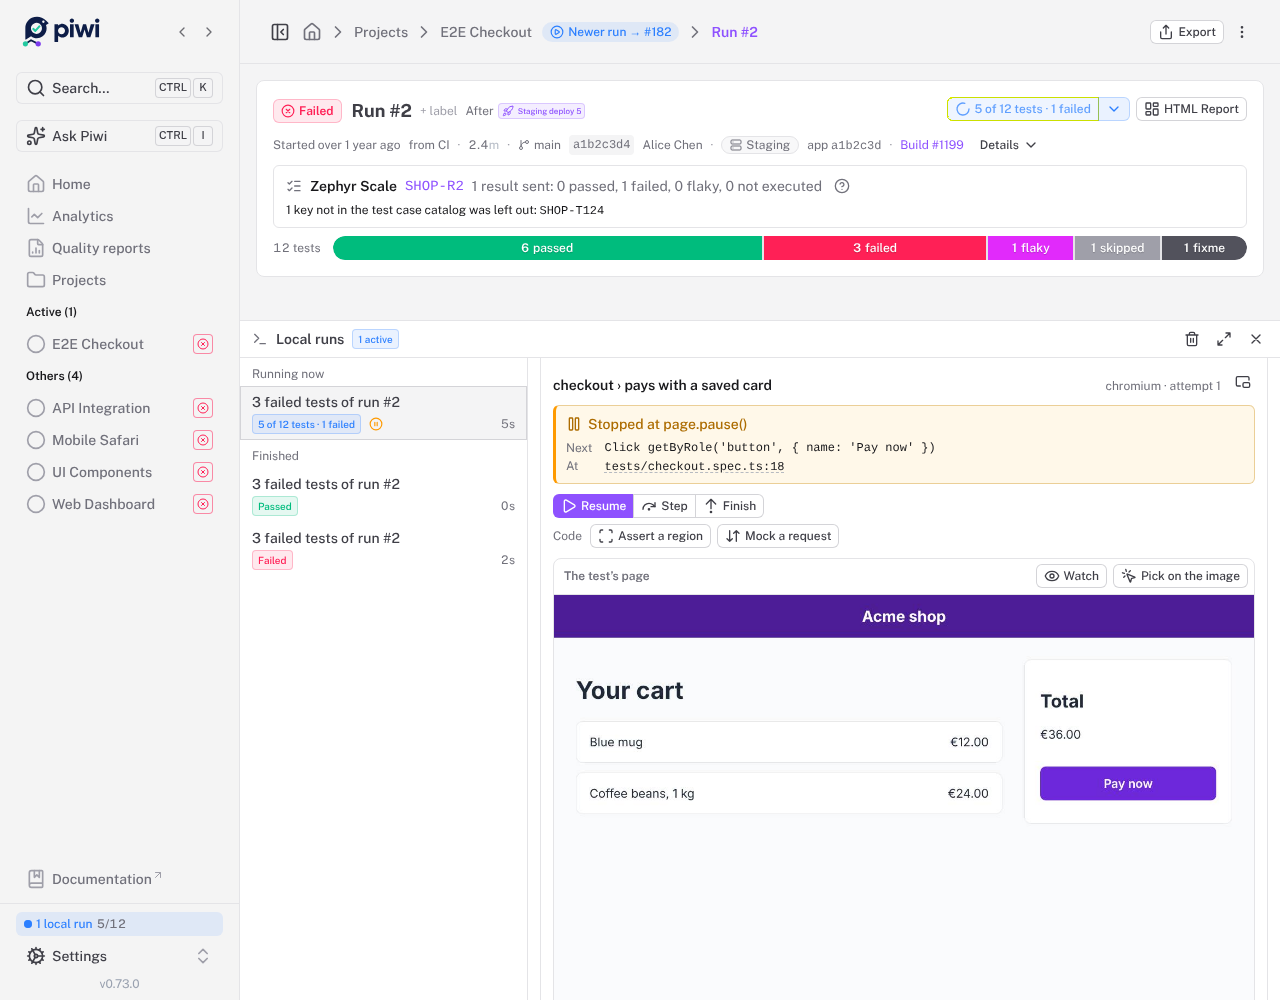 piwi
Search... CTRL K
Ask Piwi CTRL I
Home
Analytics
Quality reports
Projects
Active (1)
E2E Checkout
Others (4)
API Integration
Mobile Safari
UI Components
Web Dashboard
Documentation
1 local run 5/12
Settings
v0.73.0
Projects E2E Checkout Newer run → #182 Run #2
Export
Failed Run #2 + label After Staging deploy 5
5 of 12 tests · 1 failed HTML Report
Started over 1 year ago from CI · 2.4m · main a1b2c3d4 Alice Chen · Staging app a1b2c3d · Build #1199 Details
Zephyr Scale SHOP-R2 1 result sent: 0 passed, 1 failed, 0 flaky, 0 not executed
1 key not in the test case catalog was left out: SHOP-T124
12 tests 6 passed 3 failed 1 flaky 1 skipped 1 fixme
Local runs 1 active
Running now
3 failed tests of run #2
5 of 12 tests · 1 failed 5s
Finished
3 failed tests of run #2
Passed 0s
3 failed tests of run #2
Failed 2s
checkout › pays with a saved card chromium · attempt 1
Stopped at page.pause()
Next Click getByRole('button', { name: 'Pay now' })
At tests/checkout.spec.ts:18
Resume Step Finish
Code Assert a region Mock a request
The test's page Watch Pick on the image
Acme shop
Your cart
Blue mug €12.00
Coffee beans, 1 kg €24.00
Total
€36.00
Pay now